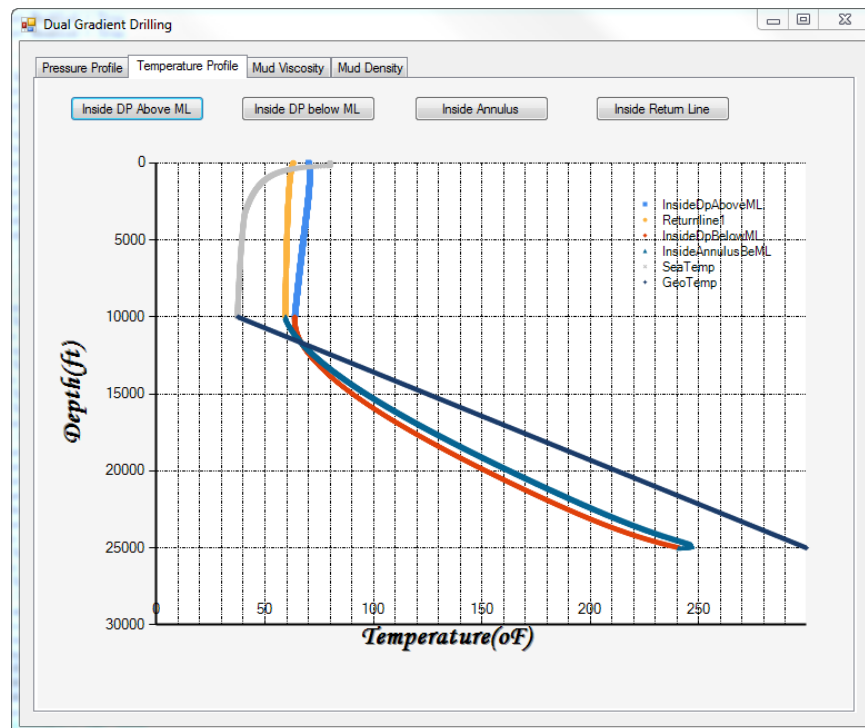 Dual Gradient Drilling
Pressure Profile Temperature Profile Mud Viscosity Mud Density
Inside DP Above ML Inside DP below ML Inside Annulus Inside Return Line
0
InsideDpAboveML
Returnline1
5000
InsideDpBelowML
InsideAnnulusBeML
SeaTemp
GeoTemp
10000
Depth(ft)
15000
20000
25000
0 50 100 150 200 250
30000
Temperature(oF)